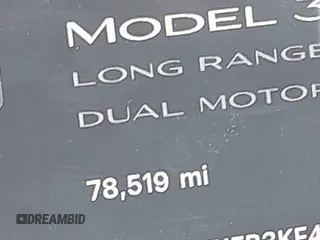 MODEL 3
LONG RANGE
DUAL MOTOR
78,519 mi
DREAMBID